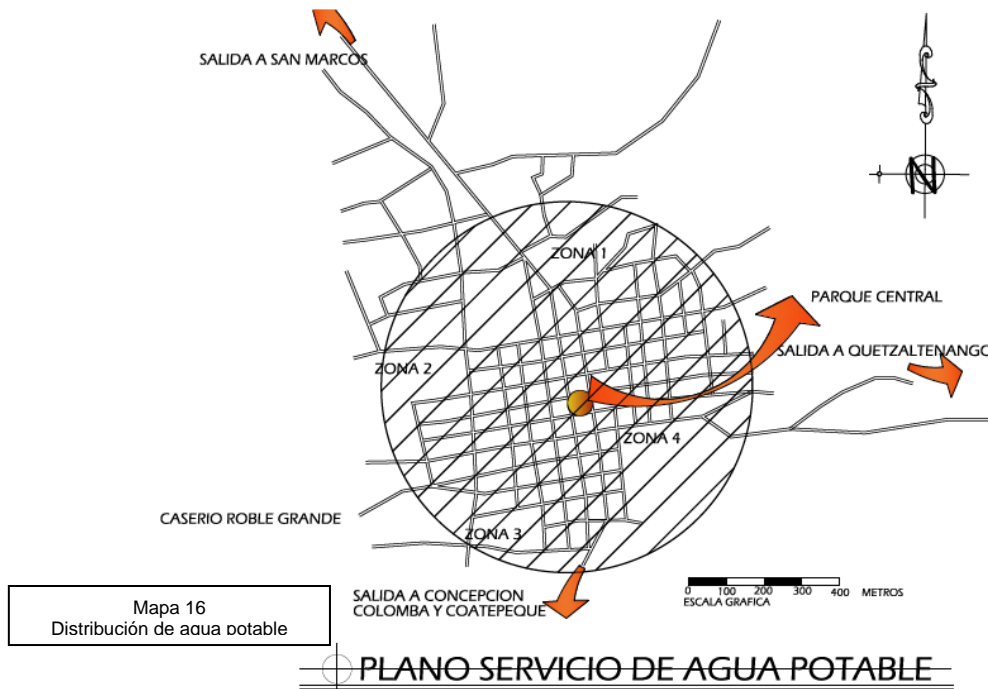 SALIDA A SAN MARCOS
N
ZONA 1
PARQUE CENTRAL
SALIDA A QUETZALTENANGO
ZONA 2
ZONA 4
CASERIO ROBLE GRANDE
ZONA 3
SALIDA A CONCEPCION
COLOMBA Y COATEPEQUE
0 100 200 300 400 METROS
ESCALA GRAFICA
Mapa 16
Distribución de agua potable
PLANO SERVICIO DE AGUA POTABLE